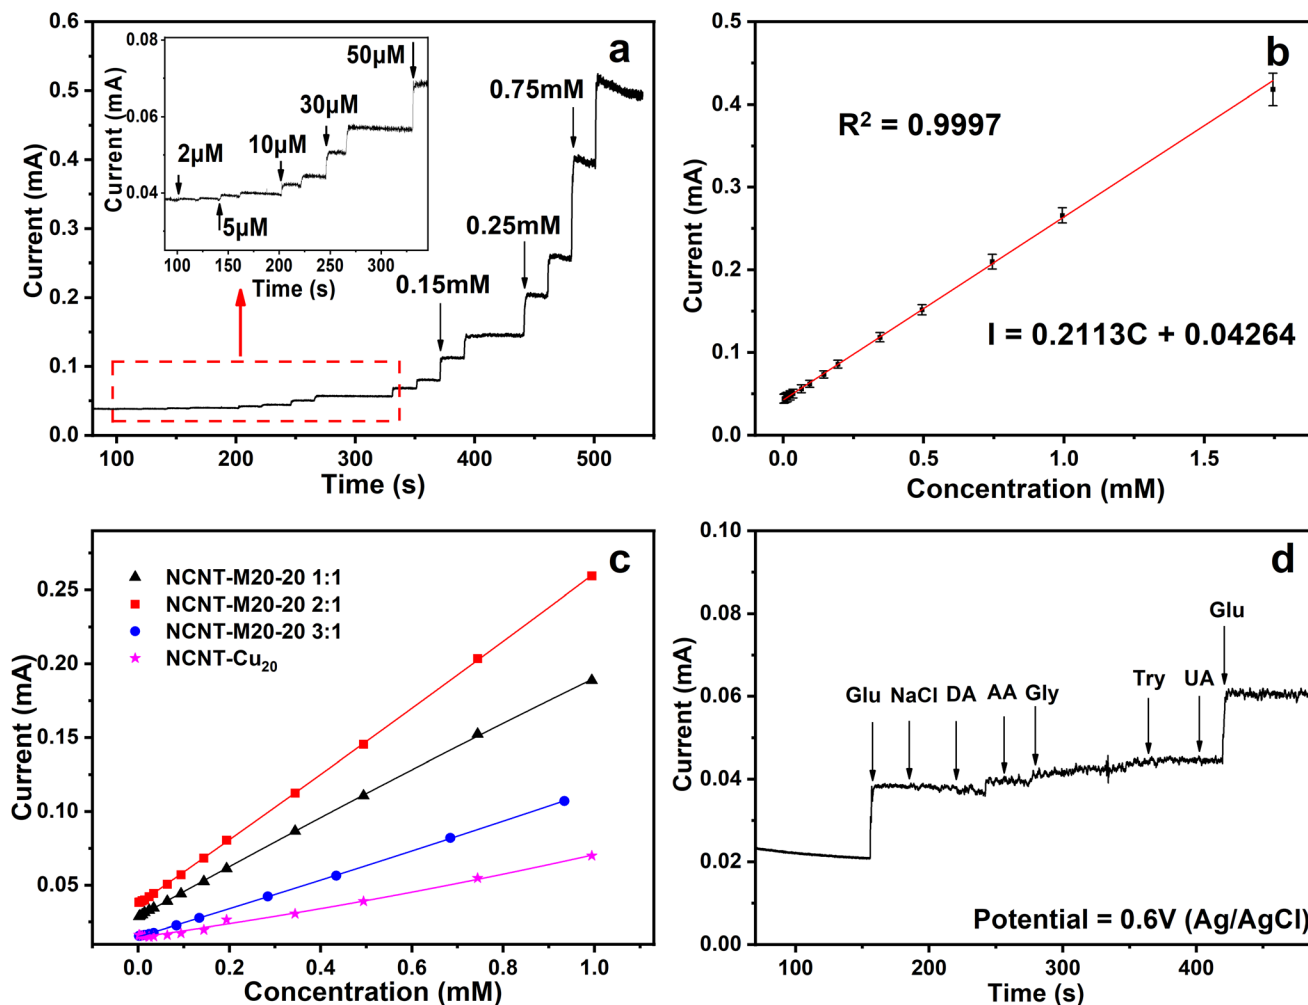 a
0.6
0.5
0.4
0.3
0.2
0.1
0.0
Current (mA)
100
200
300
400
500
Time (s)
0.08
0.06
0.04
Current (mA)
100
150
200
250
300
Time (s)
2µM
5µM
10µM
30µM
50µM
0.15mM
0.25mM
0.75mM
b
0.5
0.4
0.3
0.2
0.1
0.0
Current (mA)
R² = 0.9997
I = 0.2113C + 0.04264
0.0
0.5
1.0
1.5
Concentration (mM)
c
NCNT-M20-20 1:1
NCNT-M20-20 2:1
NCNT-M20-20 3:1
NCNT-Cu₂₀
0.25
0.20
0.15
0.10
0.05
Current (mA)
0.0
0.2
0.4
0.6
0.8
1.0
Concentration (mM)
d
0.10
0.08
0.06
0.04
0.02
0.00
Current (mA)
Glu
NaCl
DA
AA
Gly
Try
UA
Glu
Potential = 0.6V (Ag/AgCl)
100
200
300
400
Time (s)